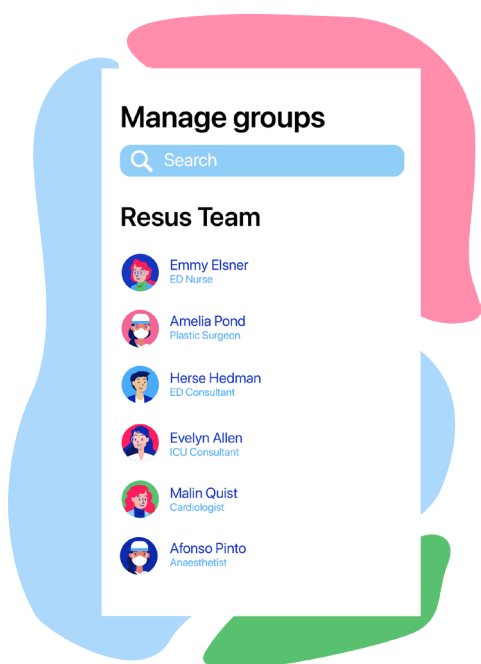 Manage groups
Search
Resus Team
Emmy Elsner
ED Nurse
Amelia Pond
Plastic Surgeon
Herse Hedman
ED Consultant
Evelyn Allen
ICU Consultant
Malin Quist
Cardiologist
Afonso Pinto
Anaesthetist